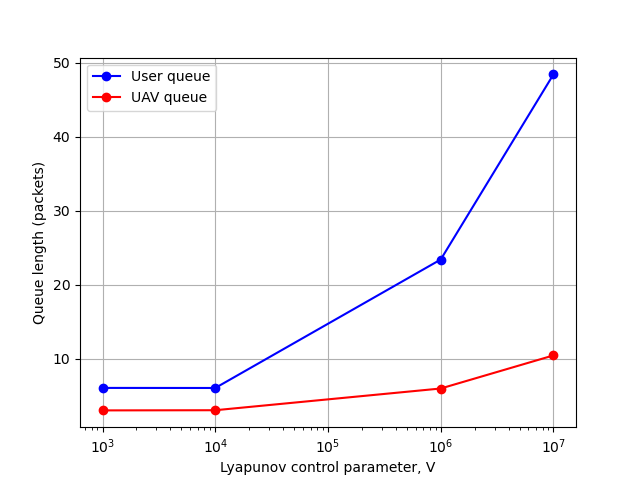 User queue
UAV queue
50
40
30
20
10
Queue length (packets)
10³
10⁴
10⁵
10⁶
10⁷
Lyapunov control parameter, V